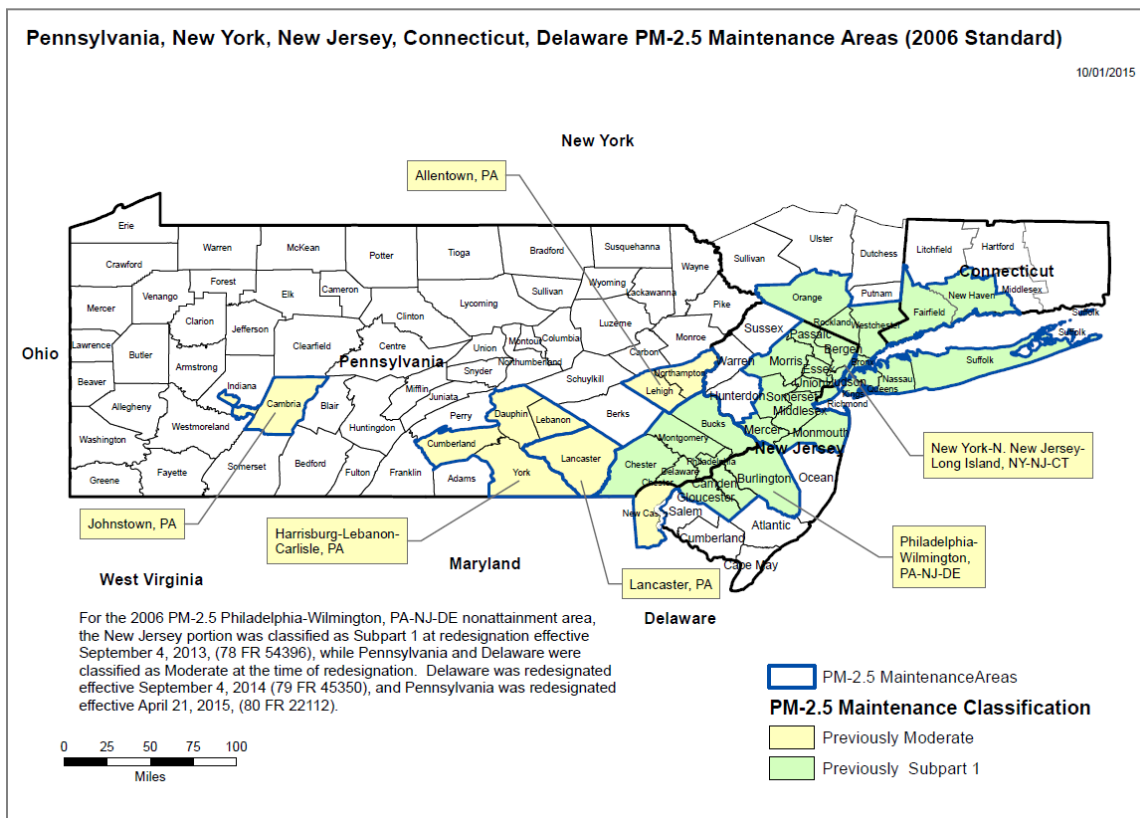 Pennsylvania, New York, New Jersey, Connecticut, Delaware PM-2.5 Maintenance Areas (2006 Standard)
10/01/2015
New York
Allentown, PA
Erie
Warren
McKean
Potter
Tioga
Bradford
Susquehanna
Wayne
Sullivan
Ulster
Dutchess
Litchfield
Hartford
Crawford
Forest
Elk
Cameron
Wyoming
Lackawanna
Sullivan
Connecticut
Mercer
Venango
Clarion
Jefferson
Clinton
Lycoming
Luzerne
Pike
Orange
Putnam
New Haven
Middlesex
Fairfield
Rockland
Westchester
Suffolk
Suffolk
Suffolk
Ohio
Lawrence
Butler
Armstrong
Clearfield
Centre
Pennsylvania
Union
Montour
Columbia
Northumberland
Snyder
Carbon
Monroe
Sussex
Passaic
Bergen
Morris
Essex
Bronx
Warren
Beaver
Indiana
Cambria
Blair
Mifflin
Juniata
Perry
Schuylkill
Northampton
Lehigh
Hunterdon
Union
Hudson
Somerset
Middlesex
Kings
Queens
Nassau
Richmond
Allegheny
Westmoreland
Huntingdon
Dauphin
Lebanon
Berks
Bucks
Mercer
Monmouth
Washington
Cumberland
Montgomery
New Jersey
Greene
Fayette
Somerset
Bedford
Fulton
Franklin
Adams
York
Lancaster
Chester
Philadelphia
Delaware
Chester
Camden
Gloucester
Burlington
Ocean
New Cas
Salem
Atlantic
Cumberland
Cape May
New York-N. New Jersey-
Long Island, NY-NJ-CT
Johnstown, PA
Harrisburg-Lebanon-
Carlisle, PA
Philadelphia-
Wilmington,
PA-NJ-DE
West Virginia
Maryland
Lancaster, PA
Delaware
For the 2006 PM-2.5 Philadelphia-Wilmington, PA-NJ-DE nonattainment area,
the New Jersey portion was classified as Subpart 1 at redesignation effective
September 4, 2013, (78 FR 54396), while Pennsylvania and Delaware were
classified as Moderate at the time of redesignation. Delaware was redesignated
effective September 4, 2014 (79 FR 45350), and Pennsylvania was redesignated
effective April 21, 2015, (80 FR 22112).
PM-2.5 MaintenanceAreas
PM-2.5 Maintenance Classification
Previously Moderate
Previously Subpart 1
0 25 50 75 100
Miles